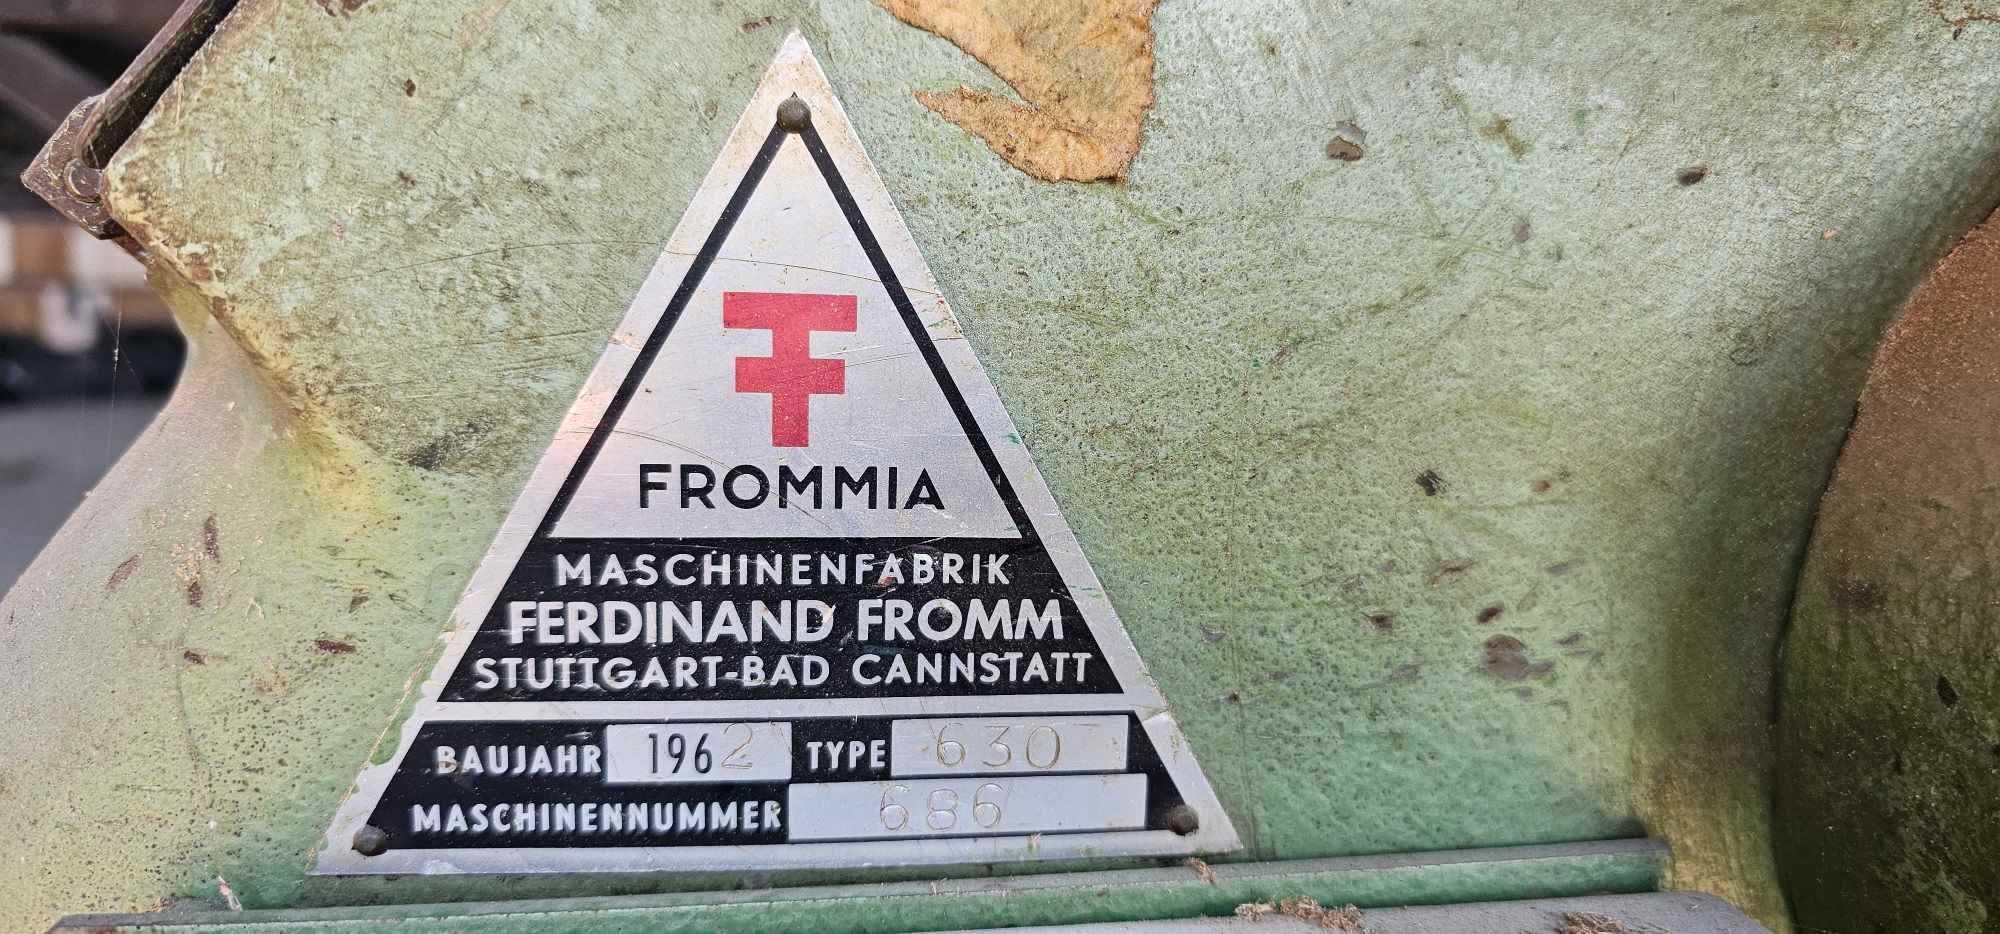 FROMMIA
MASCHINENFABRIK
FERDINAND FROMM
STUTTGART-BAD CANNSTATT
BAUJAHR 1962 TYPE 630
MASCHINENNUMMER 686